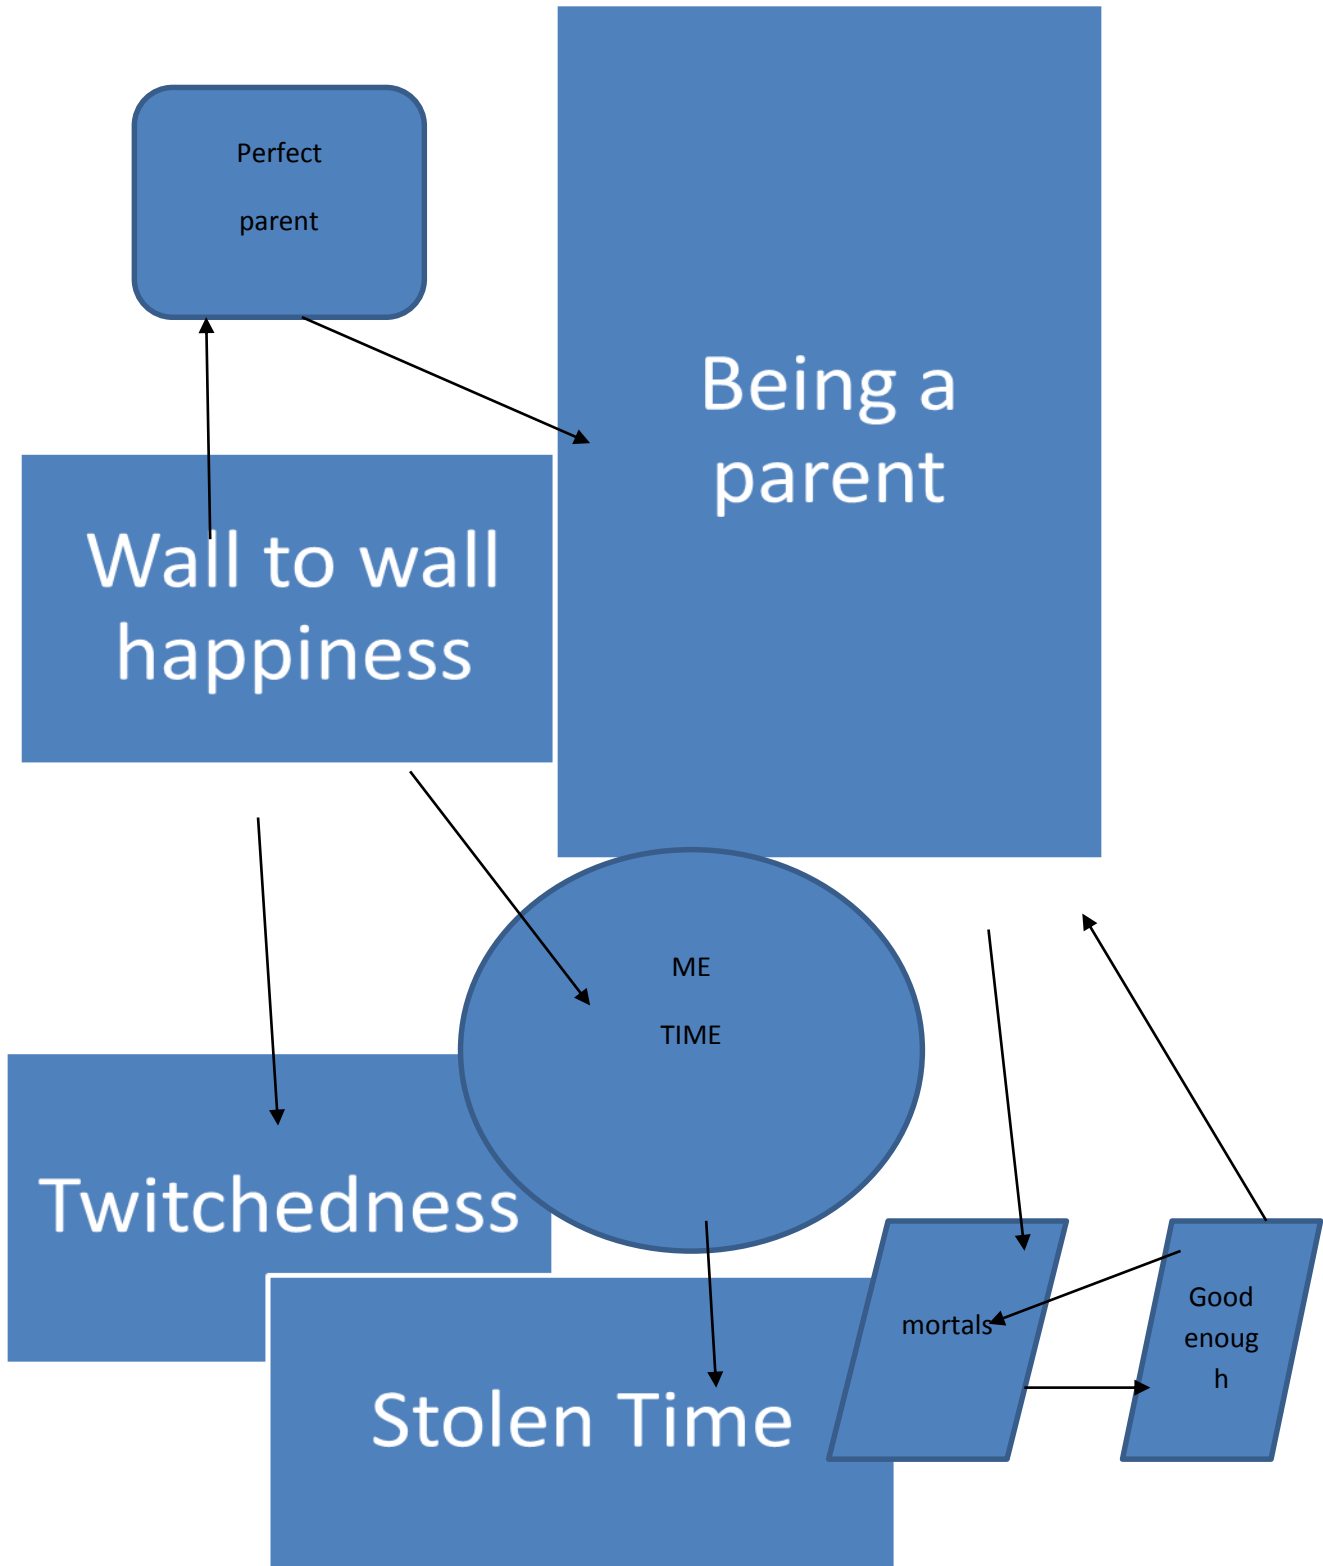 Perfect
parent
Being a
parent
Wall to wall
happiness
ME
TIME
Twitchedness
mortals
Good
enoug
h
Stolen Time